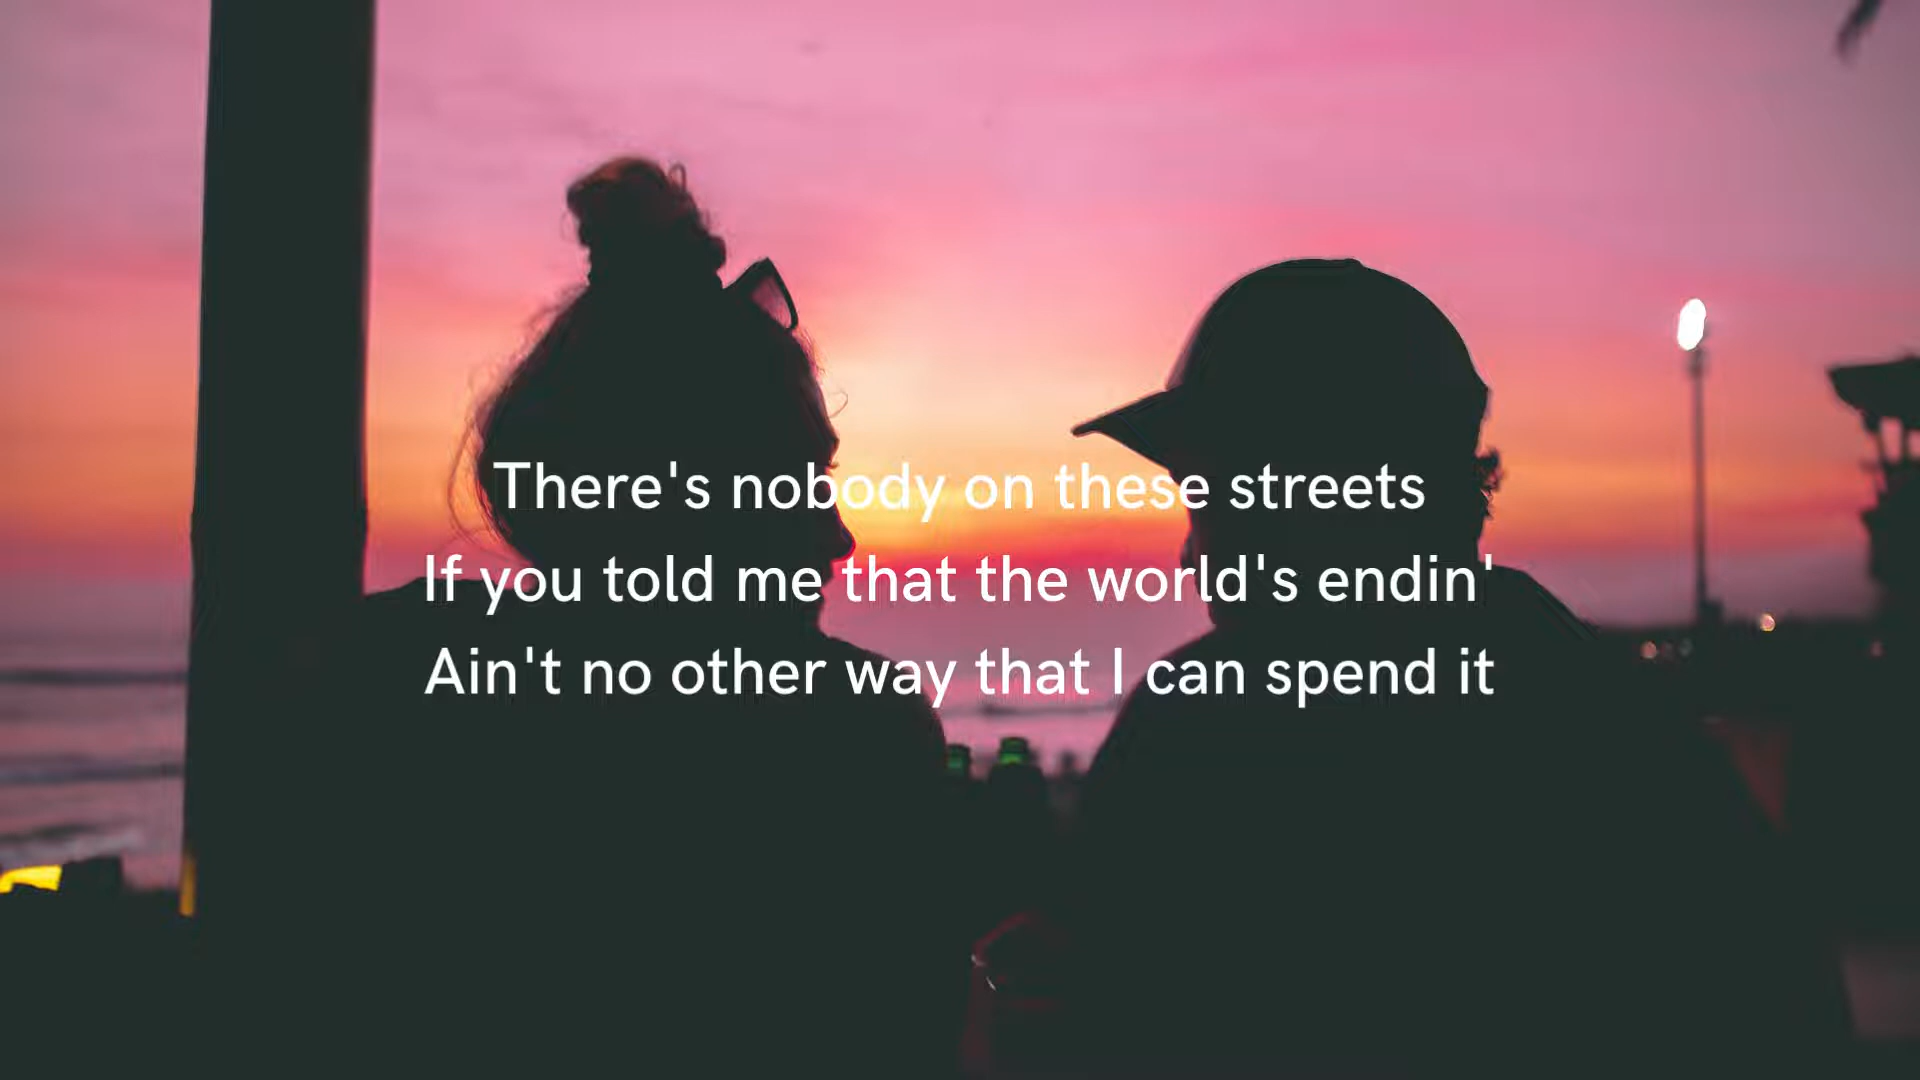 There's nobody on these streets
If you told me that the world's endin'
Ain't no other way that I can spend it